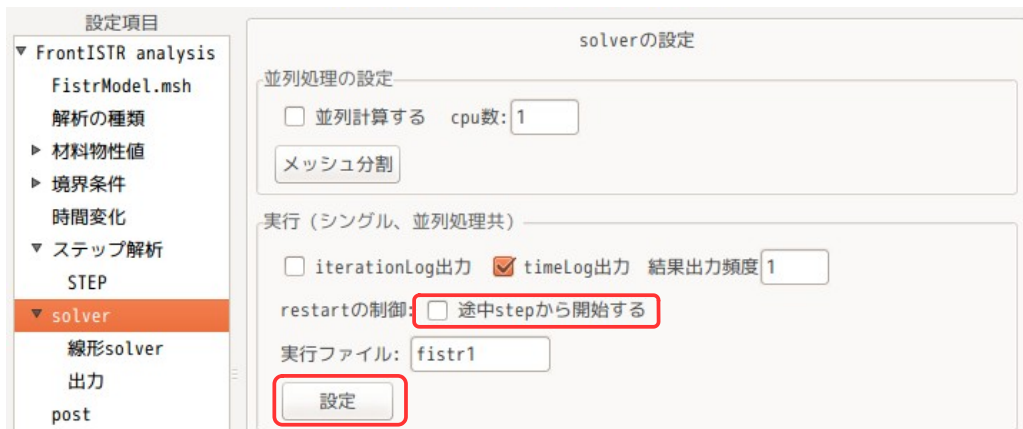 設定項目
FrontISTR analysis
FistrModel.msh
解析の種類
材料物性値
境界条件
時間変化
ステップ解析
STEP
solver
線形solver
出力
post
solverの設定
並列処理の設定
並列計算する cpu数: 1
メッシュ分割
実行 (シングル、並列処理共)
iterationLog出力 timeLog出力 結果出力頻度 1
restartの制御: 途中stepから開始する
実行ファイル: fistr1
設定